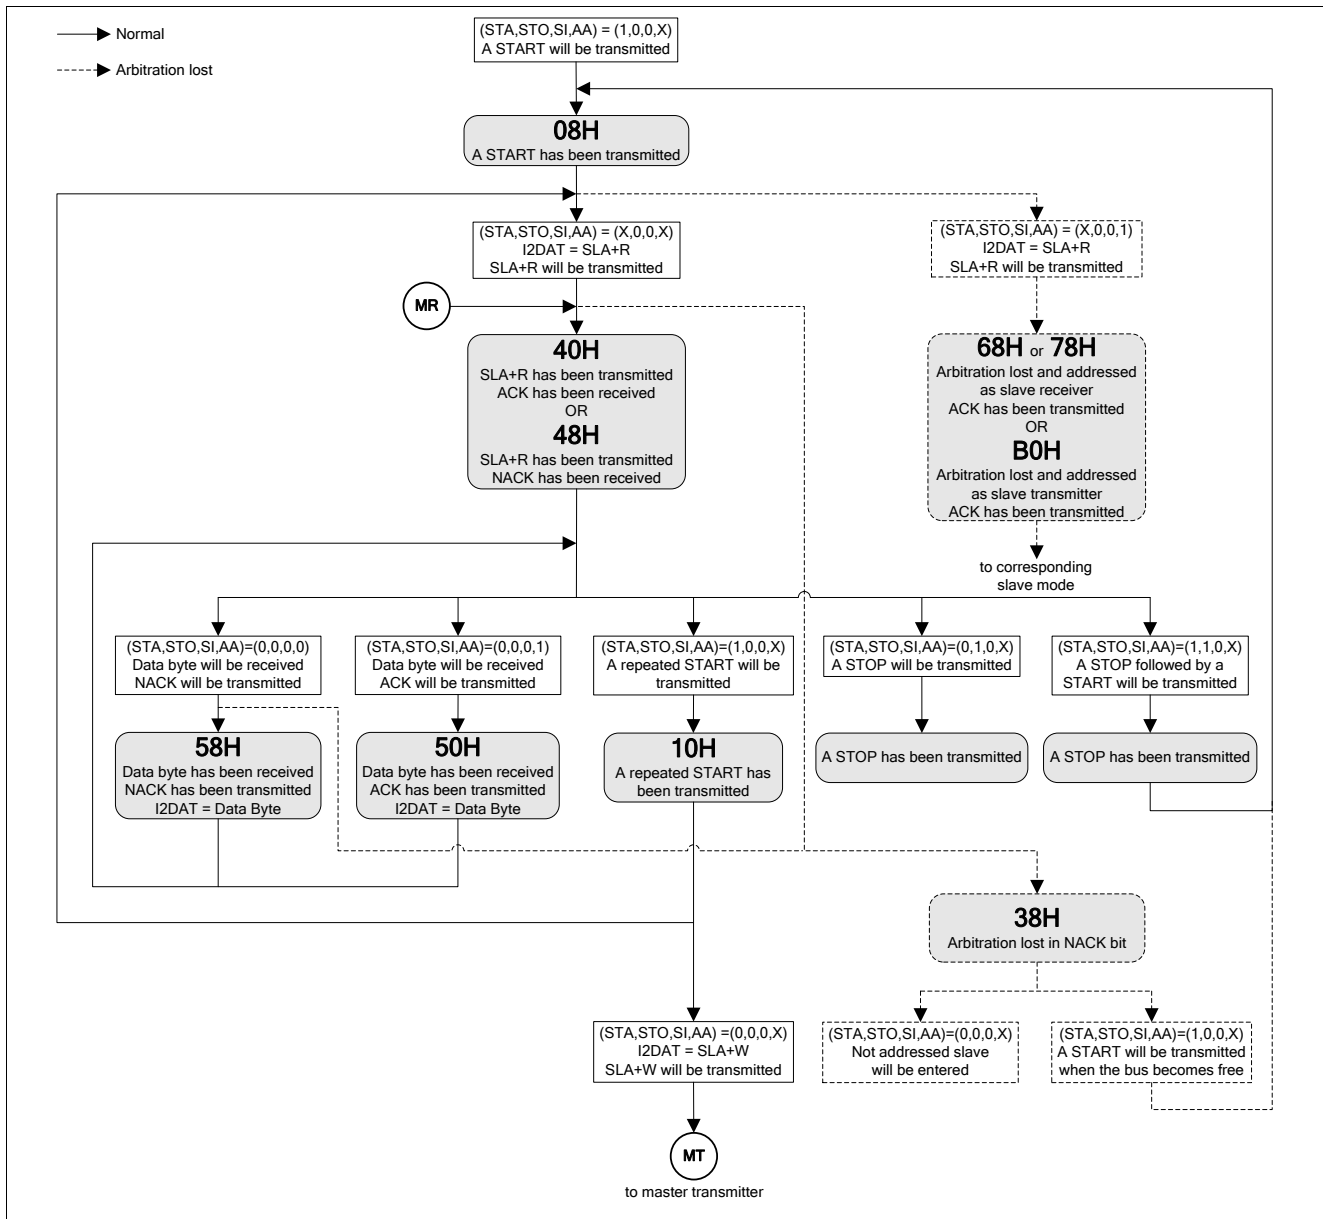 Normal
Arbitration lost
(STA,STO,SI,AA) = (1,0,0,X)
A START will be transmitted
08H
A START has been transmitted
(STA,STO,SI,AA) = (X,0,0,X)
I2DAT = SLA+R
SLA+R will be transmitted
(STA,STO,SI,AA) = (X,0,0,1)
I2DAT = SLA+R
SLA+R will be transmitted
MR
40H
SLA+R has been transmitted
ACK has been received
OR
48H
SLA+R has been transmitted
NACK has been received
68H or 78H
Arbitration lost and addressed
as slave receiver
ACK has been transmitted
OR
B0H
Arbitration lost and addressed
as slave transmitter
ACK has been transmitted
to corresponding
slave mode
(STA,STO,SI,AA)=(0,0,0,0)
Data byte will be received
NACK will be transmitted
(STA,STO,SI,AA)=(0,0,0,1)
Data byte will be received
ACK will be transmitted
(STA,STO,SI,AA)=(1,0,0,X)
A repeated START will be
transmitted
(STA,STO,SI,AA)=(0,1,0,X)
A STOP will be transmitted
(STA,STO,SI,AA)=(1,1,0,X)
A STOP followed by a
START will be transmitted
58H
Data byte has been received
NACK has been transmitted
I2DAT = Data Byte
50H
Data byte has been received
ACK has been transmitted
I2DAT = Data Byte
10H
A repeated START has
been transmitted
A STOP has been transmitted
A STOP has been transmitted
38H
Arbitration lost in NACK bit
(STA,STO,SI,AA) =(0,0,0,X)
I2DAT = SLA+W
SLA+W will be transmitted
(STA,STO,SI,AA)=(0,0,0,X)
Not addressed slave
will be entered
(STA,STO,SI,AA)=(1,0,0,X)
A START will be transmitted
when the bus becomes free
MT
to master transmitter